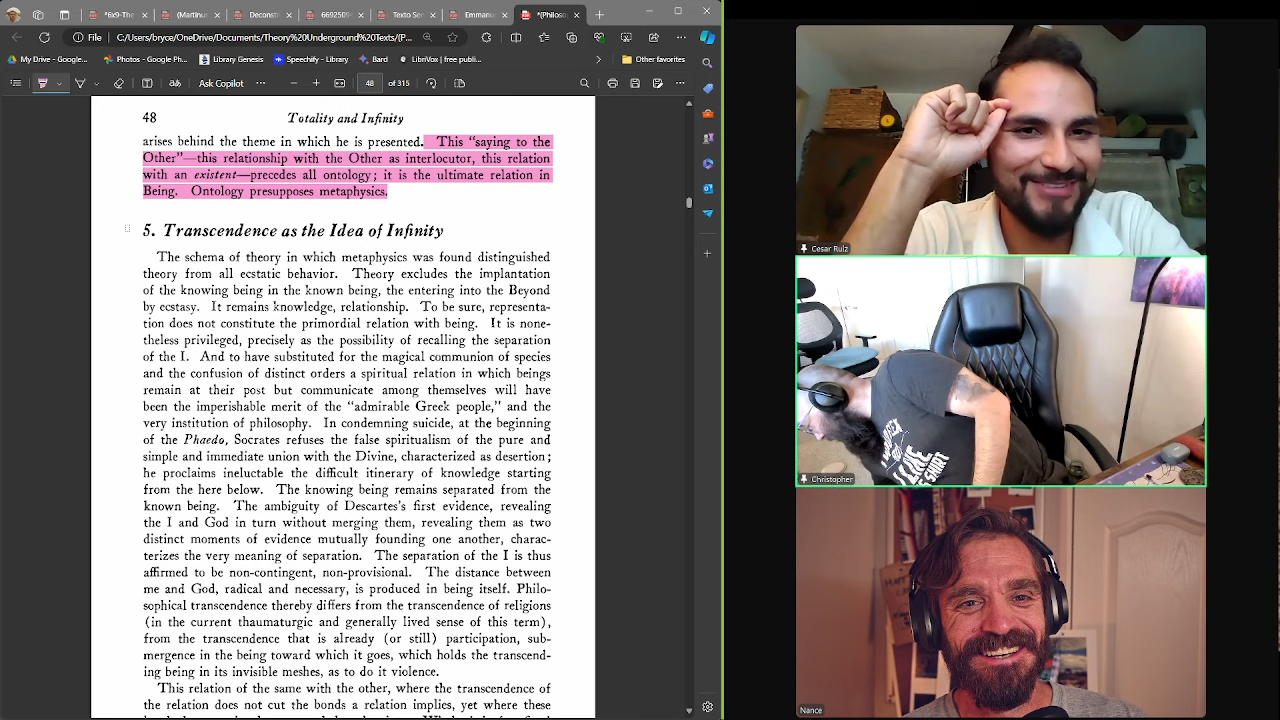 *6x9-The
(Martinu
Deconst
6692509
Texto Se
Emmanu
*(Philoso
File
C:/Users/bryce/OneDrive/Documents/Theory%20Underground%20Texts/(P...
My Drive - Google...
Photos - Google Ph...
Library Genesis
Speechify - Library
Bard
LibriVox | free publi...
Other favorites
Ask Copilot
48
of 315
48
Totality and Infinity
arises behind the theme in which he is presented. This "saying to the
Other"—this relationship with the Other as interlocutor, this relation
with an existent—precedes all ontology; it is the ultimate relation in
Being. Ontology presupposes metaphysics.
5. Transcendence as the Idea of Infinity
The schema of theory in which metaphysics was found distinguished
theory from all ecstatic behavior. Theory excludes the implantation
of the knowing being in the known being, the entering into the Beyond
by ecstasy. It remains knowledge, relationship. To be sure, representa-
tion does not constitute the primordial relation with being. It is none-
theless privileged, precisely as the possibility of recalling the separation
of the I. And to have substituted for the magical communion of species
and the confusion of distinct orders a spiritual relation in which beings
remain at their post but communicate among themselves will have
been the imperishable merit of the "admirable Greek people," and the
very institution of philosophy. In condemning suicide, at the beginning
of the Phaedo, Socrates refuses the false spiritualism of the pure and
simple and immediate union with the Divine, characterized as desertion;
he proclaims ineluctable the difficult itinerary of knowledge starting
from the here below. The knowing being remains separated from the
known being. The ambiguity of Descartes's first evidence, revealing
the I and God in turn without merging them, revealing them as two
distinct moments of evidence mutually founding one another, charac-
terizes the very meaning of separation. The separation of the I is thus
affirmed to be non-contingent, non-provisional. The distance between
me and God, radical and necessary, is produced in being itself. Philo-
sophical transcendence thereby differs from the transcendence of religions
(in the current thaumaturgic and generally lived sense of this term),
from the transcendence that is already (or still) participation, sub-
mergence in the being toward which it goes, which holds the transcend-
ing being in its invisible meshes, as to do it violence.
This relation of the same with the other, where the transcendence of
the relation does not cut the bonds a relation implies, yet where these
Cesar Ruiz
Christopher
Nance